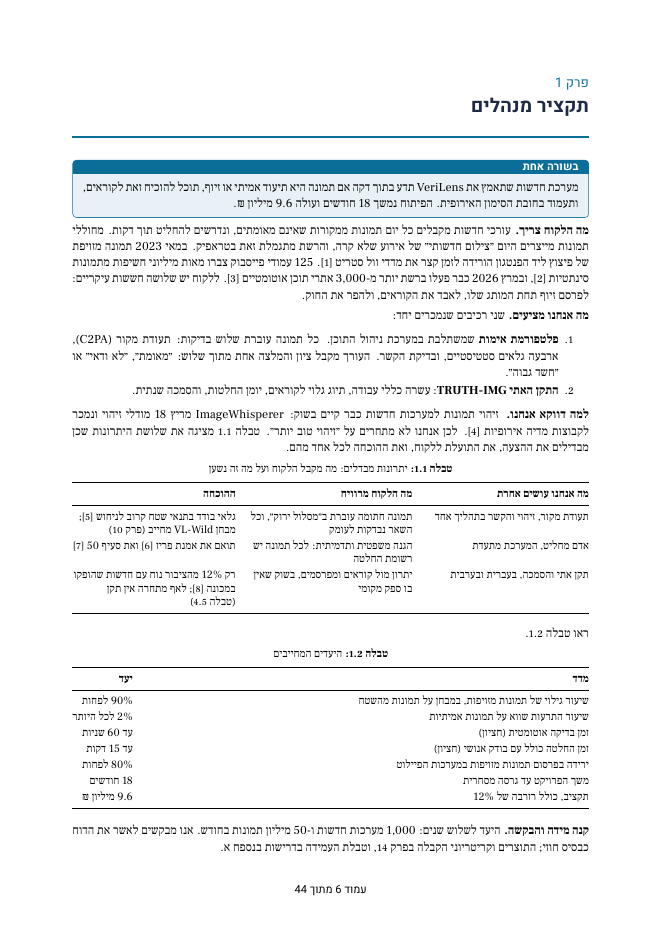 פרק 1
תקציר מנהלים
בשורה אחת
מערכת חדשות שתאמץ את VeriLens תדע בתוך דקה אם תמונה היא תיעוד אמיתי או זיוף, תוכל להוכיח זאת לקוראים,
ותעמוד בחובת הסימון האירופית. הפיתוח נמשך 18 חודשים ועולה 9.6 מיליון ₪.
מה הלקוח צריך. עורכי חדשות מקבלים כל יום תמונות ממקורות שאינם מאומתים, ונדרשים להחליט תוך דקות. מחוללי
תמונות מייצרים היום "צילום חדשותי" של אירוע שלא קרה, והרשת מתגמלת זאת בטראפיק. במאי 2023 תמונה מזויפת
של פיצוץ ליד הפנטגון הורידה לזמן קצר את מדדי וול סטריט [1]. 125 עמודי פייסבוק צברו מאות מיליוני חשיפות מתמונות
סינתטיות [2], ובמרץ 2026 כבר פעלו ברשת יותר מ-3,000 אתרי תוכן אוטומטיים [3]. ללקוח יש שלושה חששות עיקריים:
לפרסם זיוף תחת המותג שלו, לאבד את הקוראים, ולהפר את החוק.
מה אנחנו מציעים. שני רכיבים שנמכרים יחד:
1. פלטפורמת אימות שמשתלבת במערכת ניהול התוכן. כל תמונה עוברת שלוש בדיקות: תעודת מקור (C2PA),
ארבעה גלאים סטטיסטיים, ובדיקת הקשר. העורך מקבל ציון והמלצה אחת מתוך שלוש: "מאומת", "לא ודאי" או
"חשד גבוה".
2. התקן האתי TRUTH-IMG: עשרה כללי עבודה, תיוג גלוי לקוראים, יומן החלטות, והסמכה שנתית.
למה דווקא אנחנו. זיהוי תמונות למערכות חדשות כבר קיים בשוק: ImageWhisperer מריץ 18 מודלי זיהוי ונמכר
לקבוצות מדיה אירופיות [4]. לכן אנחנו לא מתחרים על "זיהוי טוב יותר". טבלה 1.1 מציגה את שלושת היתרונות שכן
מבדילים את ההצעה, את התועלת ללקוח, ואת ההוכחה לכל אחד מהם.
טבלה 1.1: יתרונות מבדלים: מה מקבל הלקוח ועל מה זה נשען
מה אנחנו עושים אחרת מה הלקוח מרוויח ההוכחה
תעודת מקור, זיהוי והקשר בתהליך אחד תמונה חתומה עוברת ב"מסלול ירוק", וכל גלאי בודד בתנאי שטח קרוב לניחוש [5];
השאר נבדקות לעומק מבחן VL-Wild מחייב (פרק 10)
אדם מחליט, המערכת מתעדת הגנה משפטית ותדמיתית: לכל תמונה יש תואם את אמנת פריז [6] ואת סעיף 50 [7]
רשומת החלטה
תקן אתי והסמכה, בעברית ובערבית יתרון מול קוראים ומפרסמים, בשוק שאין רק 12% מהציבור נוח עם חדשות שהופקו
בו ספק מקומי במכונה [8]; לאף מתחרה אין תקן
(טבלה 4.5)
ראו טבלה 1.2.
טבלה 1.2: היעדים המחייבים
מדד יעד
שיעור גילוי של תמונות מזויפות, במבחן על תמונות מהשטח 90% לפחות
שיעור התרעות שווא על תמונות אמיתיות 2% לכל היותר
זמן בדיקה אוטומטית (חציון) עד 60 שניות
זמן החלטה כולל עם בודק אנושי (חציון) עד 15 דקות
ירידה בפרסום תמונות מזויפות במערכות הפיילוט 80% לפחות
משך הפרויקט עד גרסה מסחרית 18 חודשים
תקציב, כולל רזרבה של 12% 9.6 מיליון ₪
קנה מידה והבקשה. היעד לשלוש שנים: 1,000 מערכות חדשות ו-50 מיליון תמונות בחודש. אנו מבקשים לאשר את הדוח
כבסיס חוזי; התוצרים וקריטריוני הקבלה בפרק 14, וטבלת העמידה בדרישות בנספח א.
עמוד 6 מתוך 44